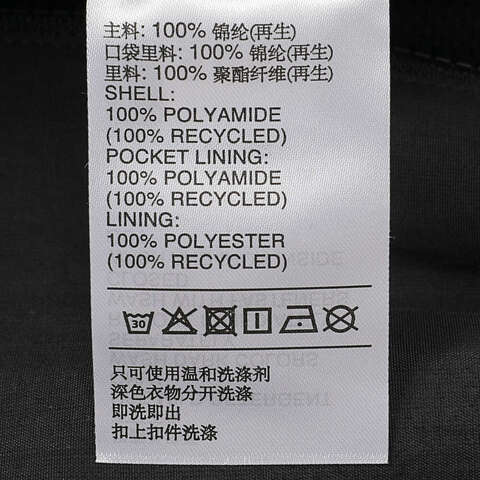 主料: 100% 锦纶(再生)
口袋里料: 100% 锦纶(再生)
里料: 100% 聚酯纤维(再生)
SHELL:
100% POLYAMIDE
(100% RECYCLED)
POCKET LINING:
100% POLYAMIDE
(100% RECYCLED)
LINING:
100% POLYESTER
(100% RECYCLED)
30
只可使用温和洗涤剂
深色衣物分开洗涤
即洗即出
扣上扣件洗涤